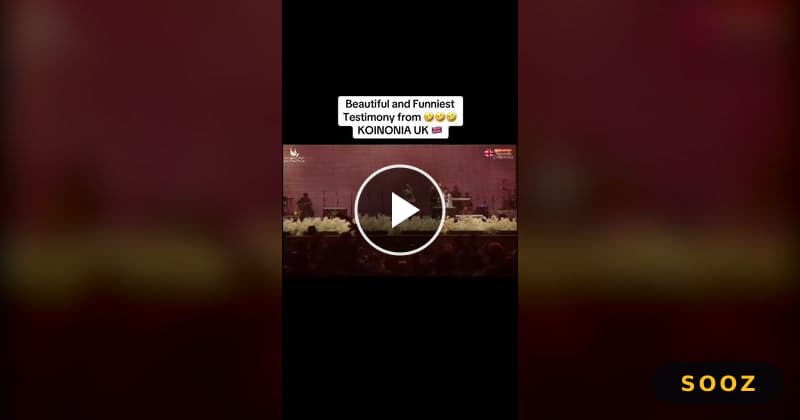 Beautiful and Funniest
Testimony from 🤣🤣🤣
KOINONIA UK 🇬🇧
SOOZ